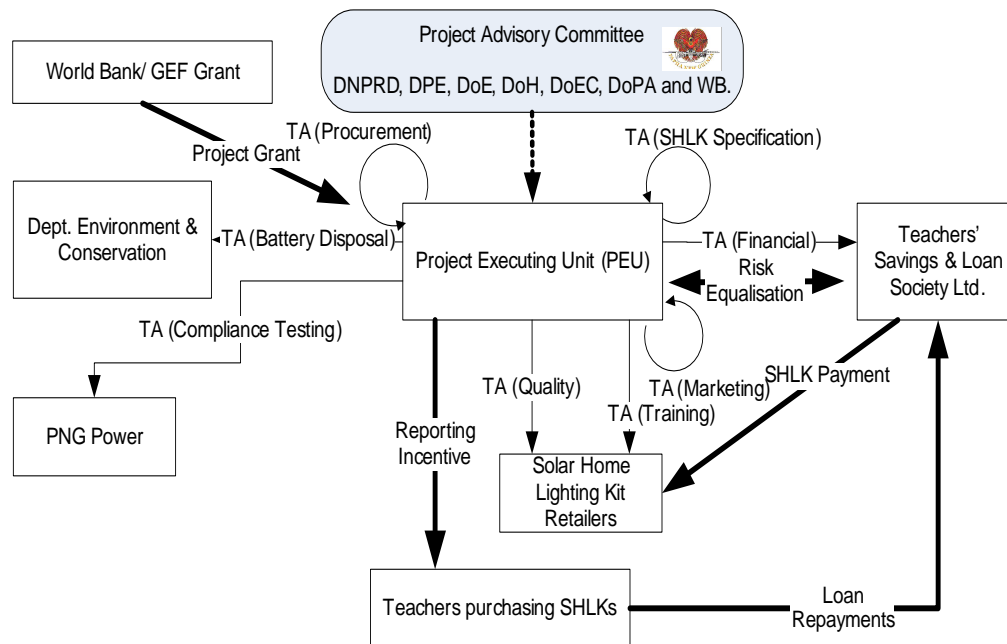 Project Advisory Committee
DNPRD, DPE, DoE, DoH, DoEC, DoPA and WB.
World Bank/ GEF Grant
Project Grant
TA (Procurement)
TA (SHLK Specification)
Dept. Environment &
Conservation
TA (Battery Disposal)
Project Executing Unit (PEU)
TA (Financial)
Risk
Equalisation
Teachers'
Savings & Loan
Society Ltd.
TA (Compliance Testing)
PNG Power
Reporting
Incentive
TA (Quality)
TA (Marketing)
TA (Training)
SHLK Payment
Solar Home
Lighting Kit
Retailers
Teachers purchasing SHLKs
Loan
Repayments